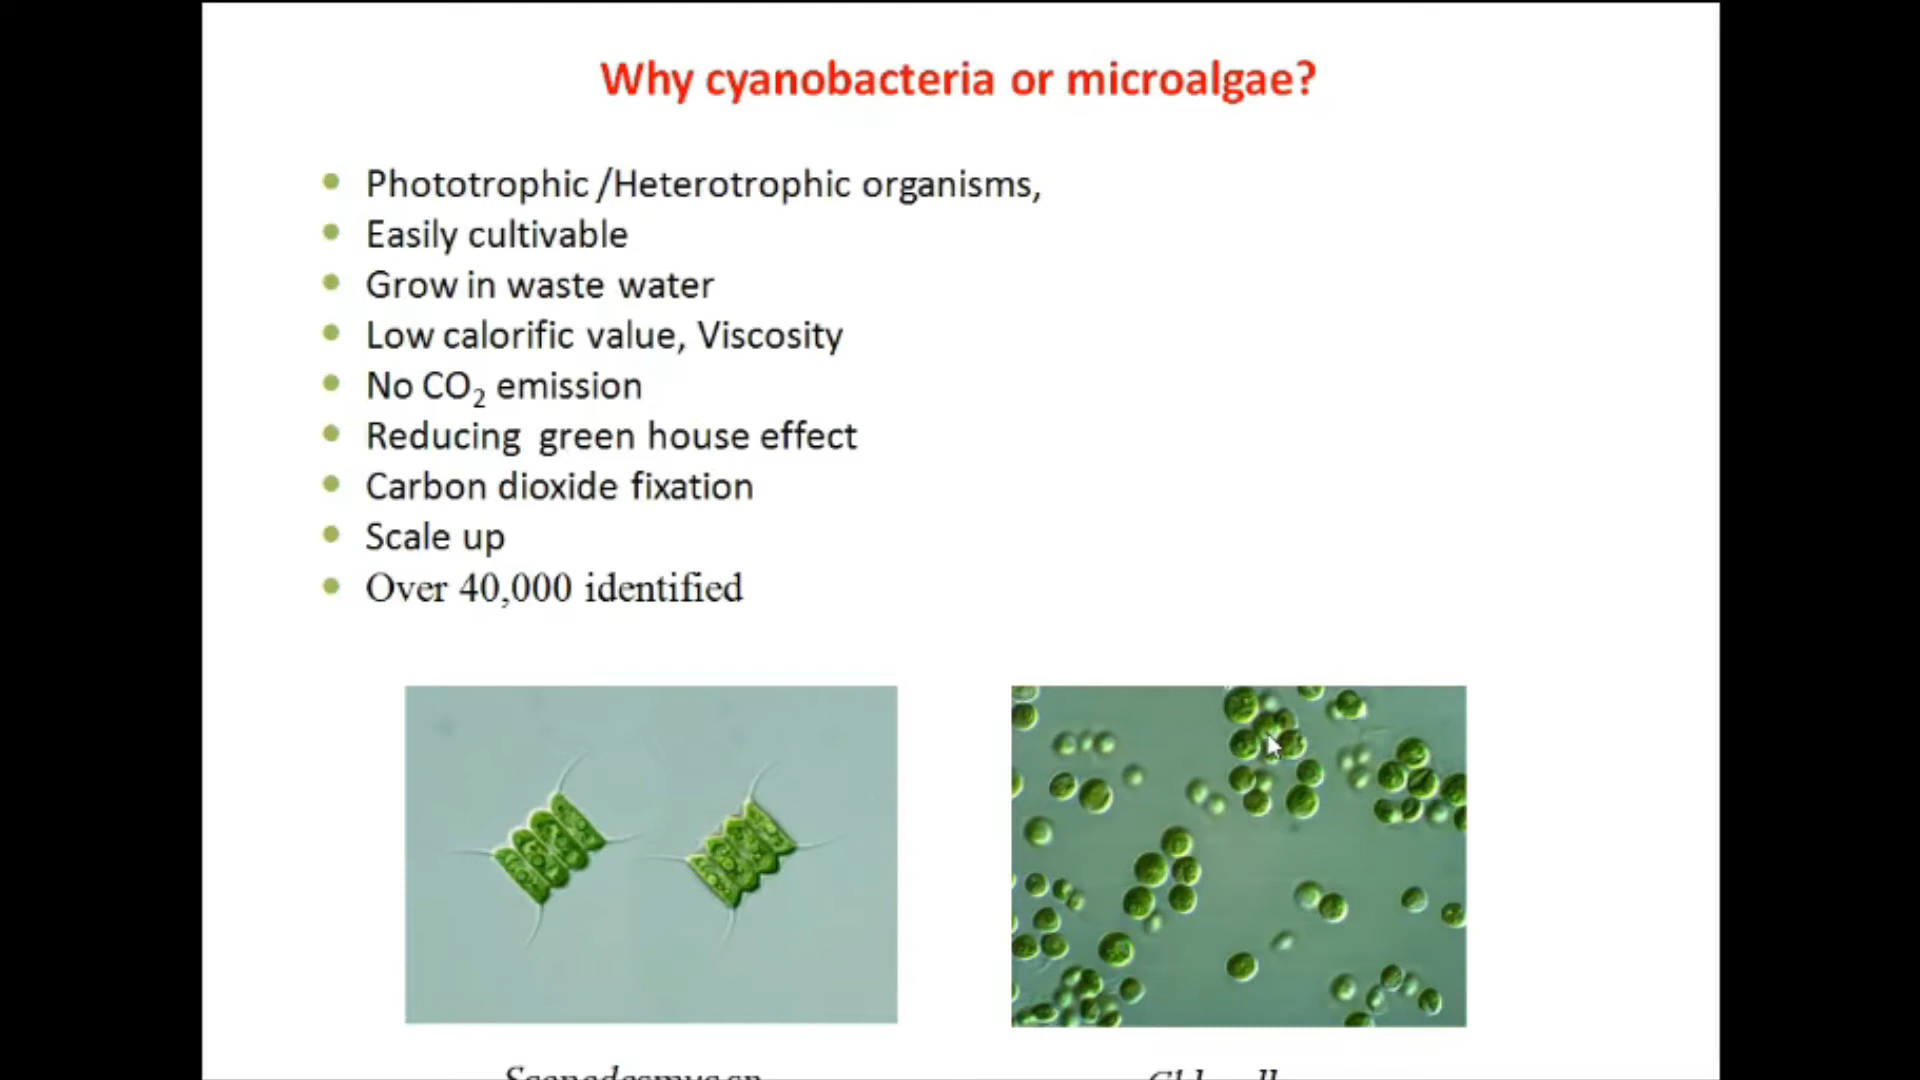 Why cyanobacteria or microalgae?
• Phototrophic /Heterotrophic organisms,
• Easily cultivable
• Grow in waste water
• Low calorific value, Viscosity
• No CO₂ emission
• Reducing green house effect
• Carbon dioxide fixation
• Scale up
• Over 40,000 identified
Scenedesmus sp